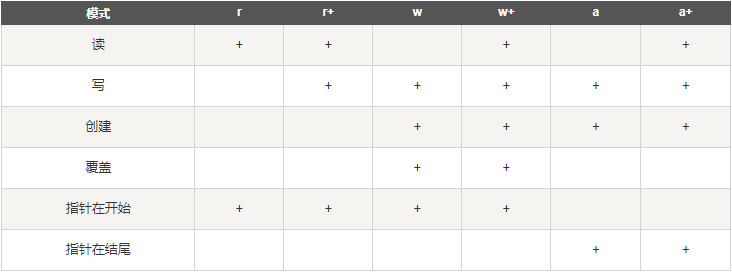 模式 r r+ w w+ a a+
读 + + + +
写 + + + + +
创建 + + + +
覆盖 + +
指针在开始 + + + +
指针在结尾 + +